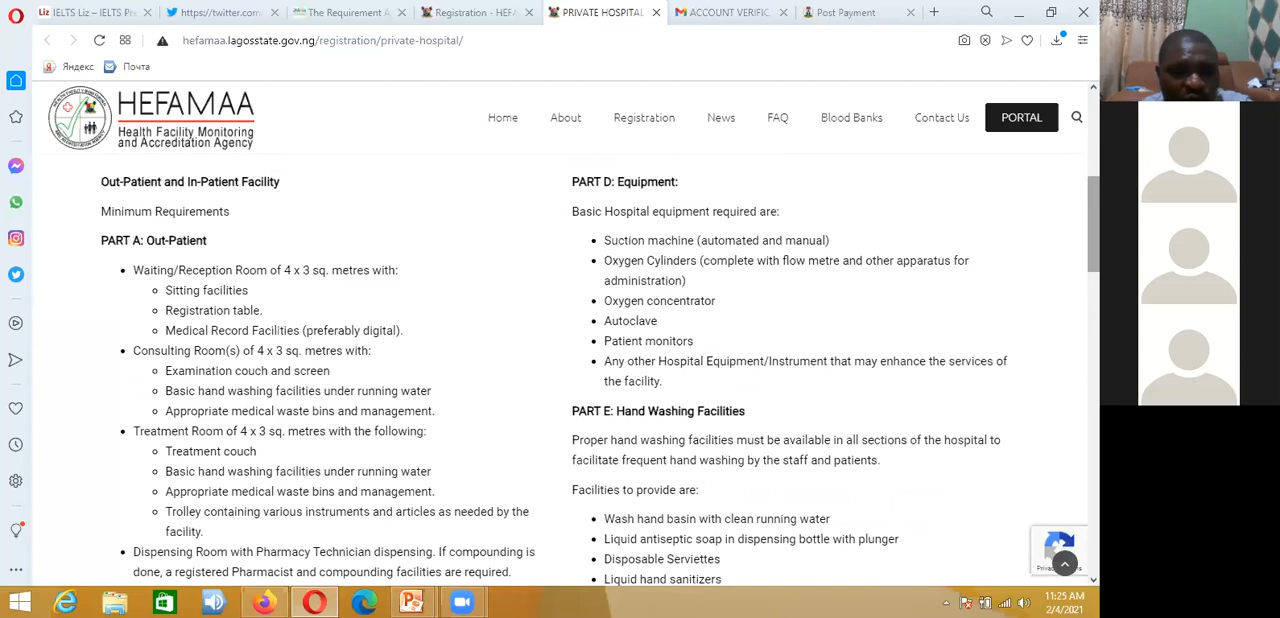 IELTS Liz – IELTS Pre
https://twitter.com/
The Requirement A
Registration - HEFA
PRIVATE HOSPITAL
ACCOUNT VERIFIC
Post Payment
hefamaa.lagosstate.gov.ng/registration/private-hospital/
Яндекс
Почта
HEFAMAA
Health Facility Monitoring
and Accreditation Agency
Home
About
Registration
News
FAQ
Blood Banks
Contact Us
PORTAL
Out-Patient and In-Patient Facility
Minimum Requirements
PART A: Out-Patient
Waiting/Reception Room of 4 x 3 sq. metres with:
Sitting facilities
Registration table.
Medical Record Facilities (preferably digital).
Consulting Room(s) of 4 x 3 sq. metres with:
Examination couch and screen
Basic hand washing facilities under running water
Appropriate medical waste bins and management.
Treatment Room of 4 x 3 sq. metres with the following:
Treatment couch
Basic hand washing facilities under running water
Appropriate medical waste bins and management.
Trolley containing various instruments and articles as needed by the
facility.
Dispensing Room with Pharmacy Technician dispensing. If compounding is
done, a registered Pharmacist and compounding facilities are required.
PART D: Equipment:
Basic Hospital equipment required are:
Suction machine (automated and manual)
Oxygen Cylinders (complete with flow metre and other apparatus for
administration)
Oxygen concentrator
Autoclave
Patient monitors
Any other Hospital Equipment/Instrument that may enhance the services of
the facility.
PART E: Hand Washing Facilities
Proper hand washing facilities must be available in all sections of the hospital to
facilitate frequent hand washing by the staff and patients.
Facilities to provide are:
Wash hand basin with clean running water
Liquid antiseptic soap in dispensing bottle with plunger
Disposable Serviettes
Liquid hand sanitizers
11:25 AM
2/4/2021